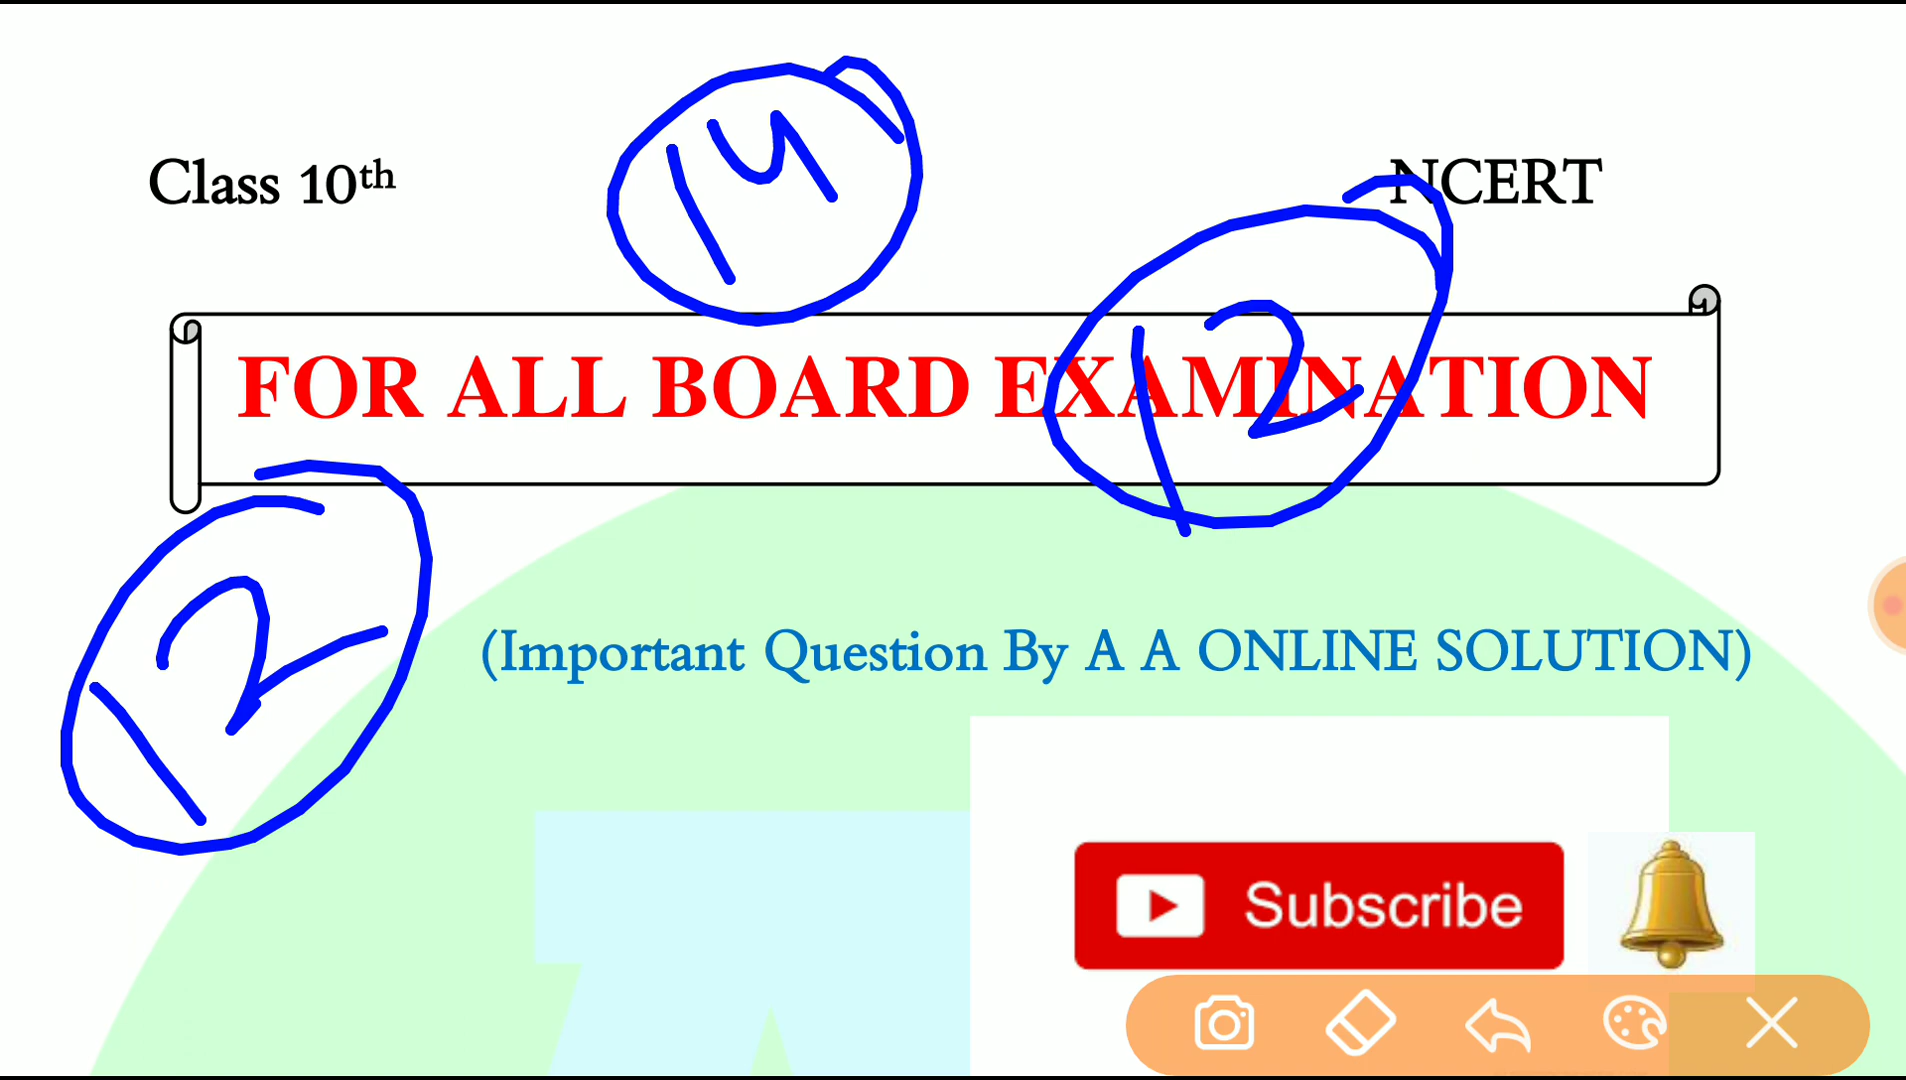 14
Class 10th
NCERT
12
FOR ALL BOARD EXAMINATION
12
(Important Question By A A ONLINE SOLUTION)
Subscribe